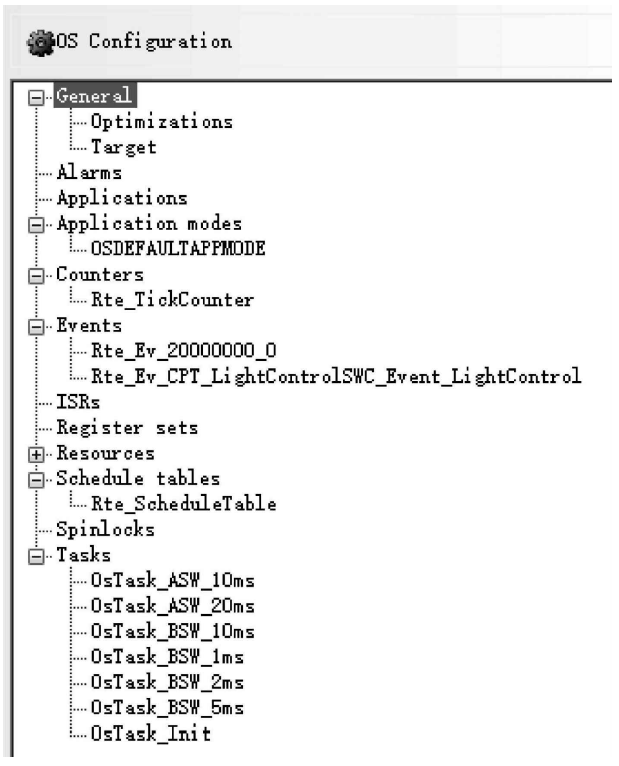 OS Configuration
General
Optimizations
Target
Alarms
Applications
Application modes
OSDEFAULTAPPMODE
Counters
Rte_TickCounter
Events
Rte_Ev_20000000_0
Rte_Ev_CPT_LightControlSWC_Event_LightControl
ISRs
Register sets
Resources
Schedule tables
Rte_ScheduleTable
Spinlocks
Tasks
OsTask_ASW_10ms
OsTask_ASW_20ms
OsTask_BSW_10ms
OsTask_BSW_1ms
OsTask_BSW_2ms
OsTask_BSW_5ms
OsTask_Init